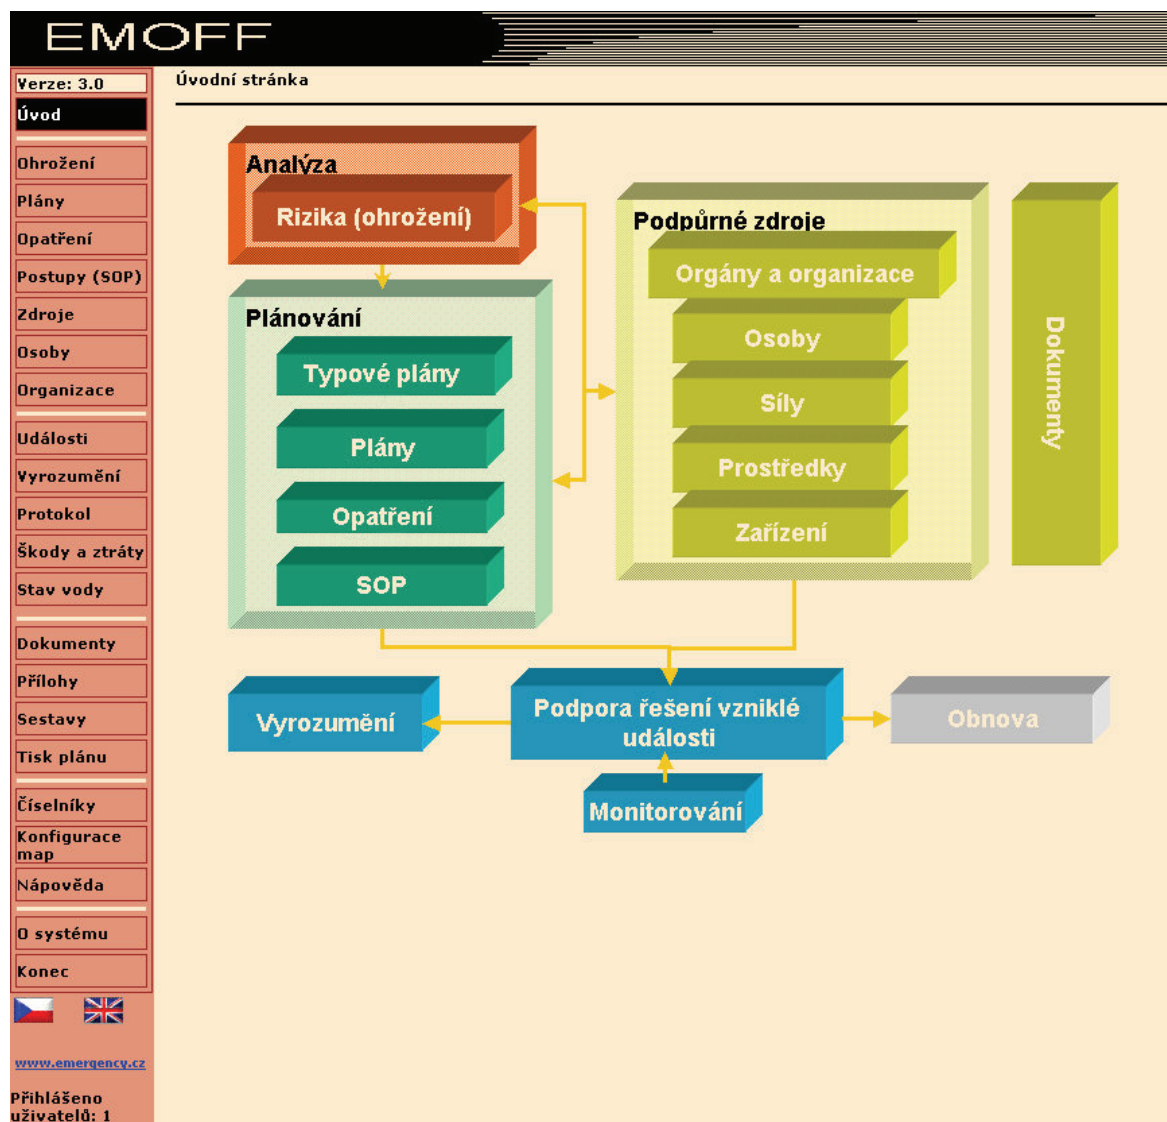 EMOFF
Verze: 3.0
Úvod
Ohrožení
Plány
Opatření
Postupy (SOP)
Zdroje
Osoby
Organizace
Události
Vyrozumění
Protokol
Škody a ztráty
Stav vody
Dokumenty
Přílohy
Sestavy
Tisk plánu
Číselníky
Konfigurace
map
Nápověda
O systému
Konec
www.emergency.cz
Přihlášeno
uživatelů: 1
Úvodní stránka
Analýza
Rizika (ohrožení)
Plánování
Typové plány
Plány
Opatření
SOP
Podpůrné zdroje
Orgány a organizace
Osoby
Síly
Prostředky
Zařízení
Dokumenty
Vyrozumění
Podpora řešení vzniklé
události
Obnova
Monitorování